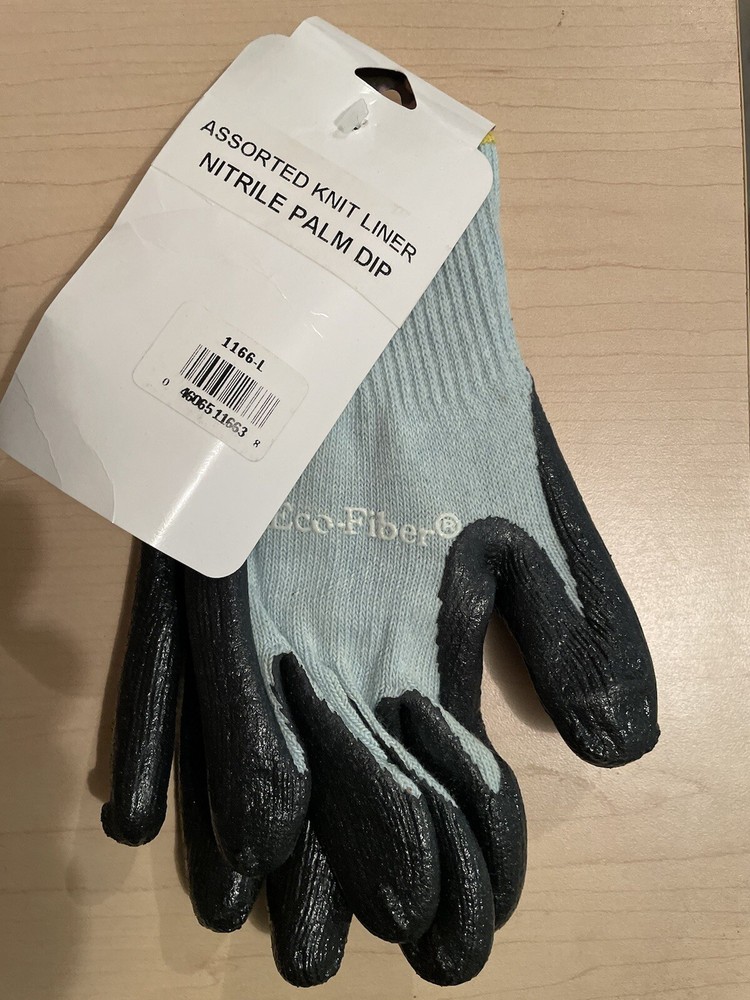 ASSORTED KNIT LINER
NITRILE PALM DIP
1166-L
0 46065 11663 8
Eco-Fiber®